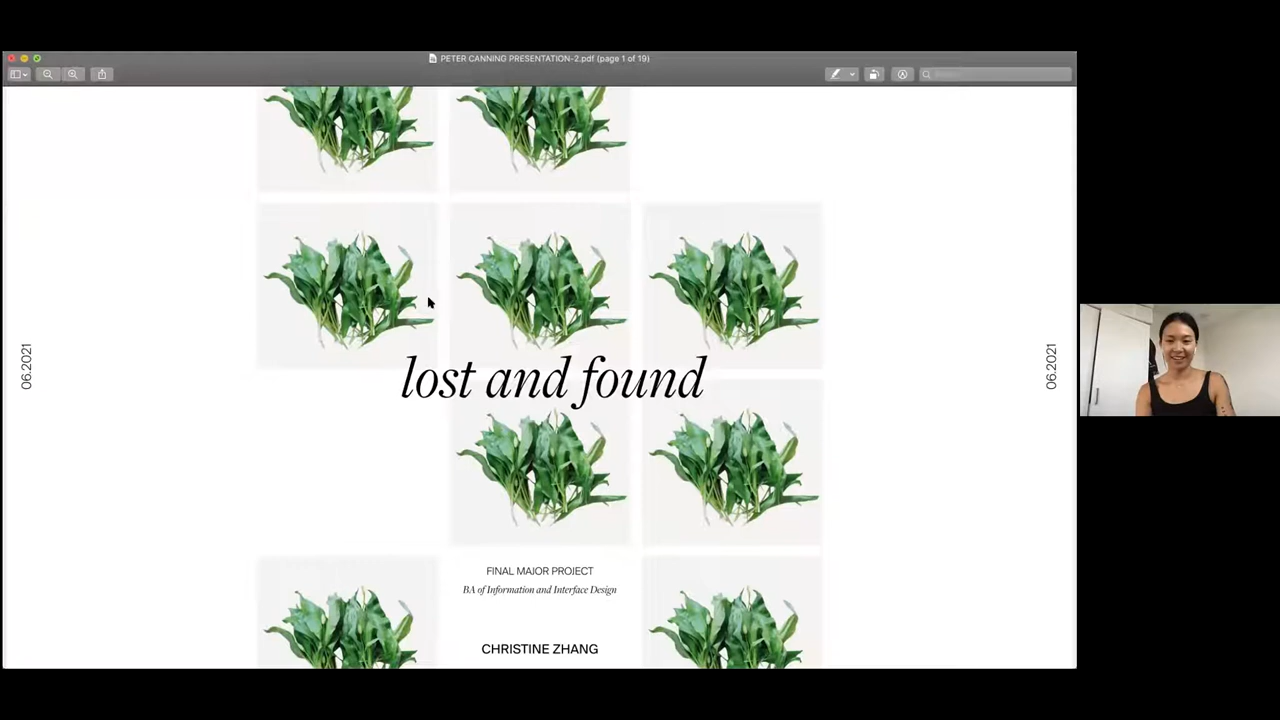 PETER CANNING PRESENTATION-2.pdf (page 1 of 19)
06.2021
lost and found
06.2021
FINAL MAJOR PROJECT
BA of Information and Interface Design
CHRISTINE ZHANG